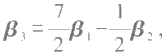 β₃ = 7/2 β₁ − 1/2 β₂,